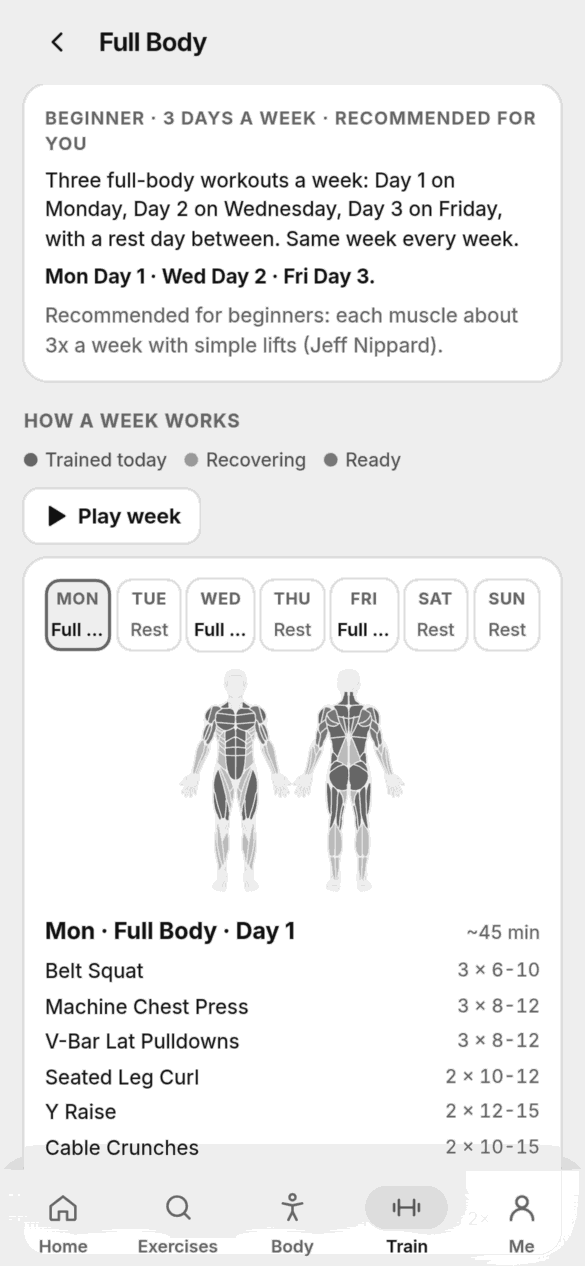 Full Body
BEGINNER · 3 DAYS A WEEK · RECOMMENDED FOR
YOU
Three full-body workouts a week: Day 1 on
Monday, Day 2 on Wednesday, Day 3 on Friday,
with a rest day between. Same week every week.
Mon Day 1 · Wed Day 2 · Fri Day 3.
Recommended for beginners: each muscle about
3x a week with simple lifts (Jeff Nippard).
HOW A WEEK WORKS
Trained today Recovering Ready
Play week
MON TUE WED THU FRI SAT SUN
Full ... Rest Full ... Rest Full ... Rest Rest
Mon · Full Body · Day 1 ~45 min
Belt Squat 3 × 6-10
Machine Chest Press 3 × 8-12
V-Bar Lat Pulldowns 3 × 8-12
Seated Leg Curl 2 × 10-12
Y Raise 2 × 12-15
Cable Crunches 2 × 10-15
Home Exercises Body Train Me